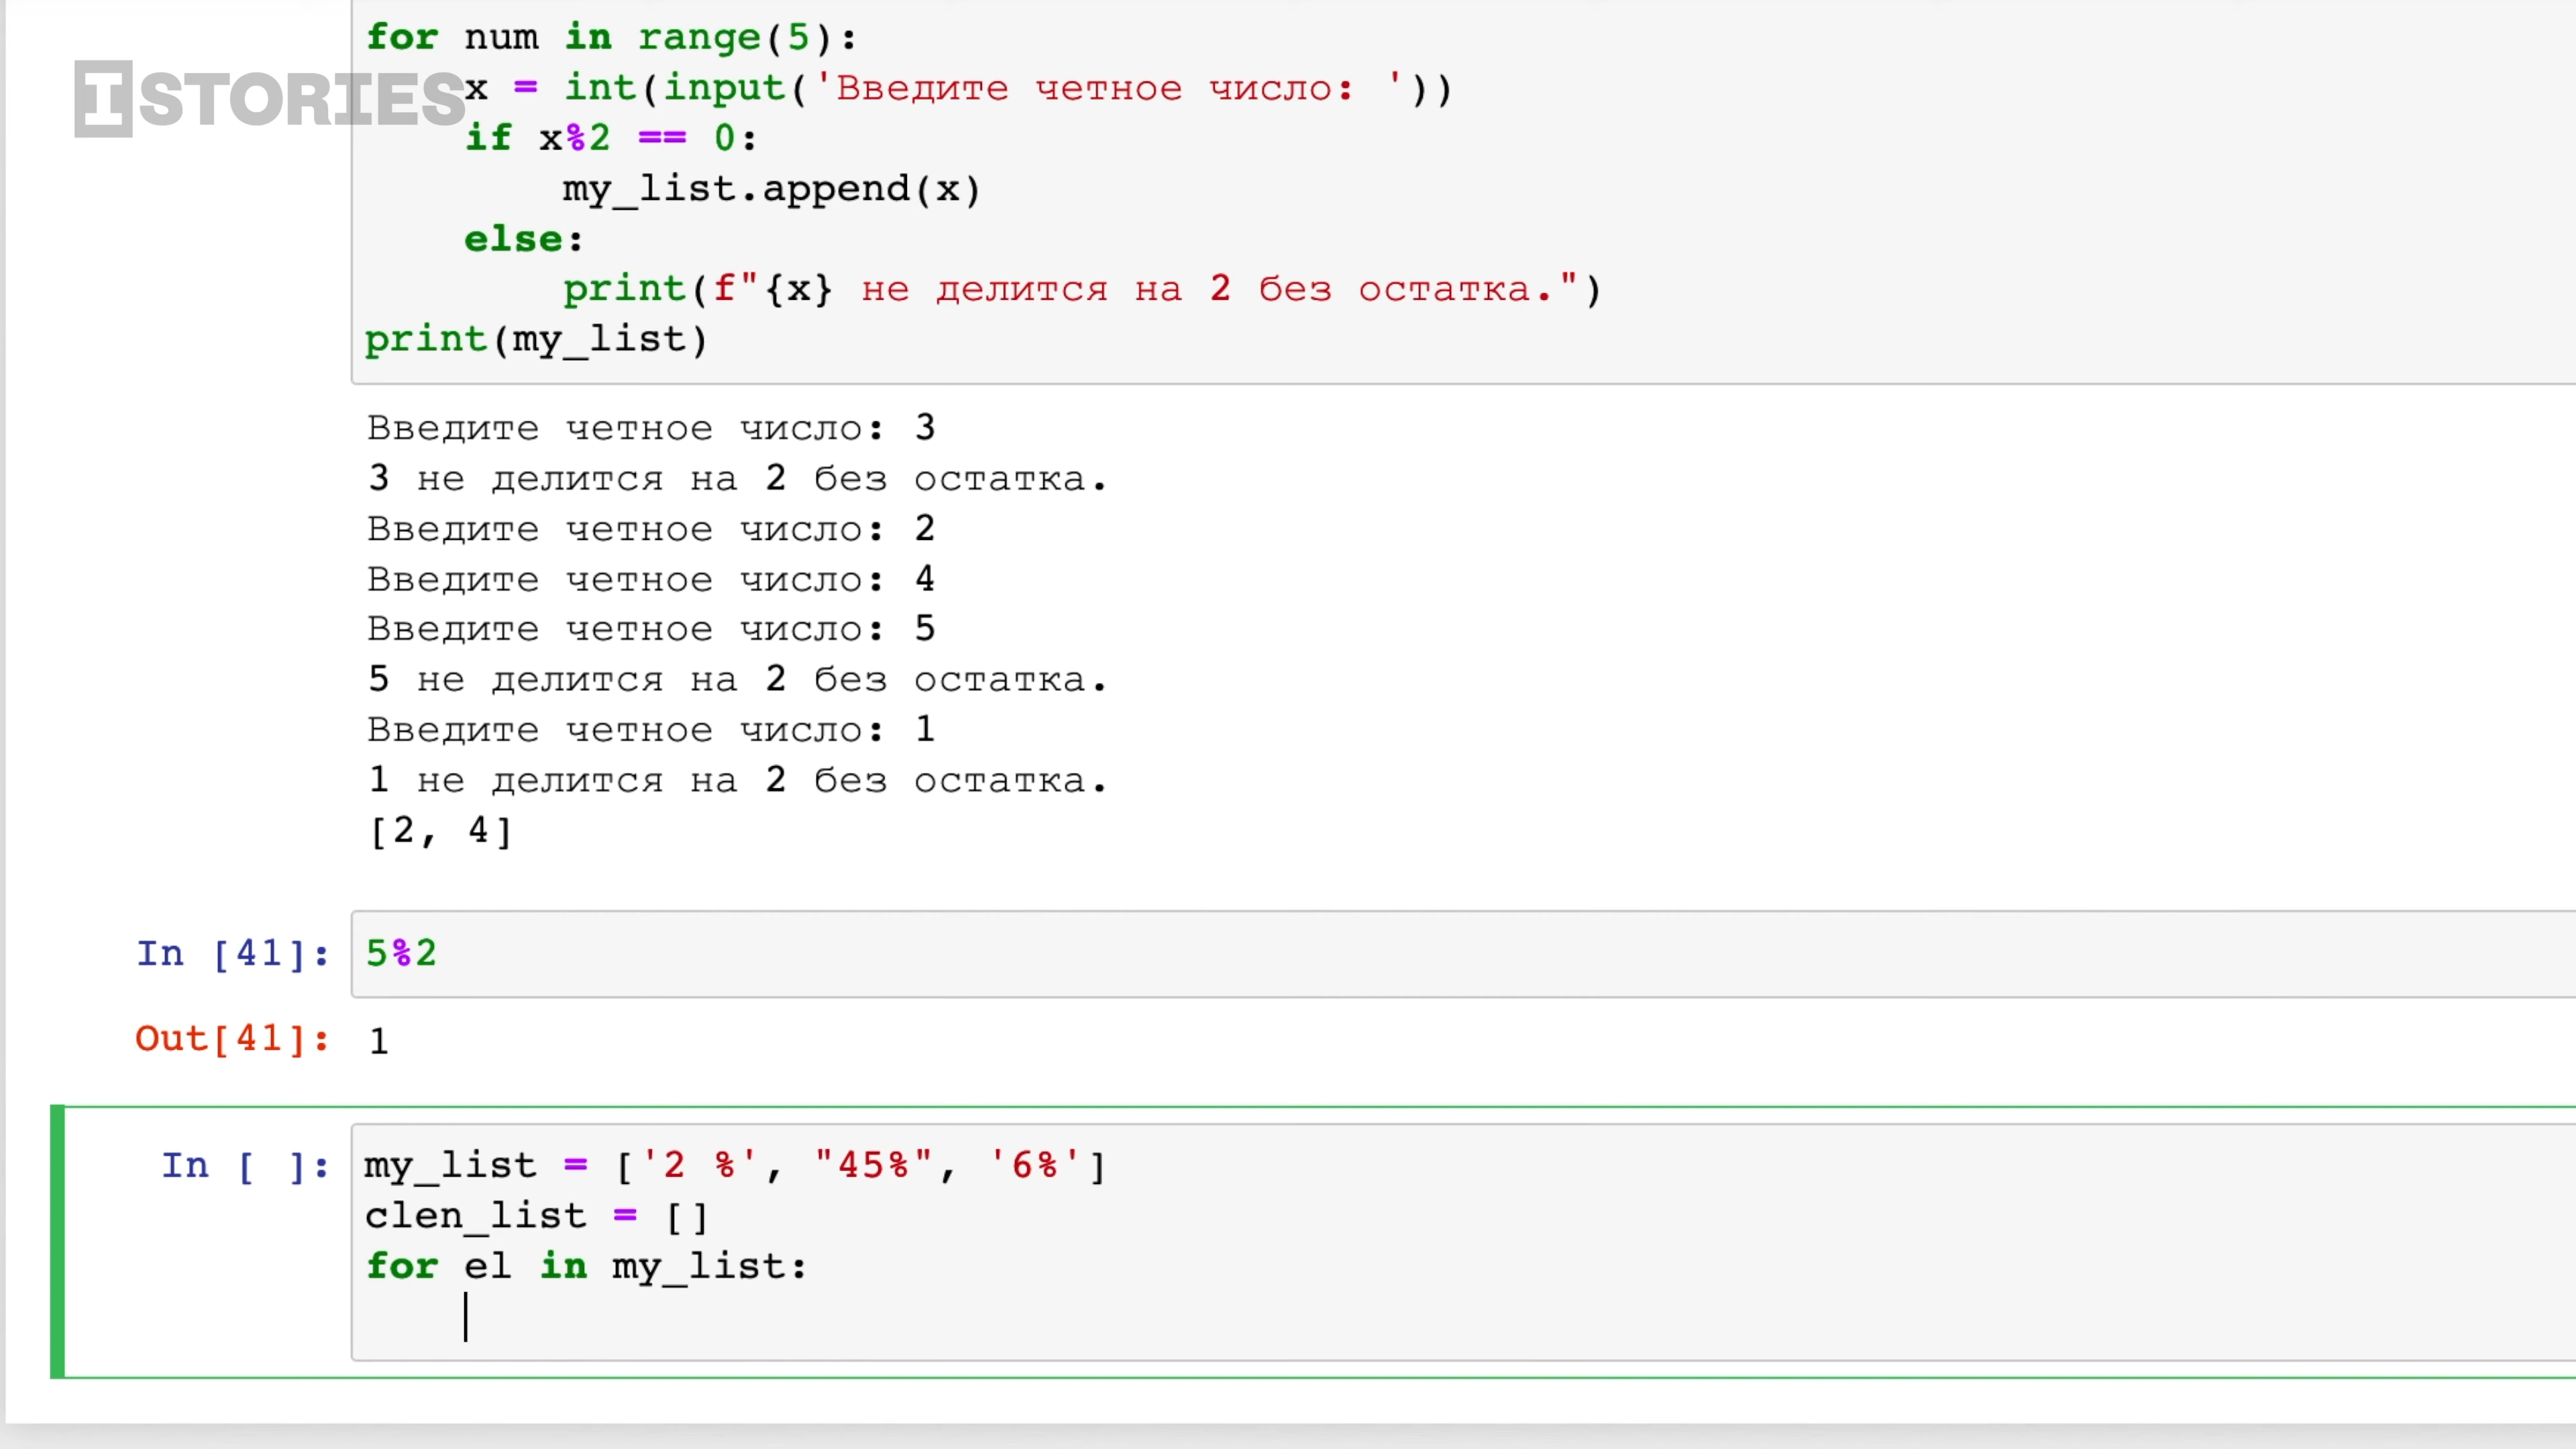 for num in range(5):
ISTORIES
    x = int(input('Введите четное число: '))
    if x%2 == 0:
        my_list.append(x)
    else:
        print(f"{x} не делится на 2 без остатка.")
print(my_list)
Введите четное число: 3
3 не делится на 2 без остатка.
Введите четное число: 2
Введите четное число: 4
Введите четное число: 5
5 не делится на 2 без остатка.
Введите четное число: 1
1 не делится на 2 без остатка.
[2, 4]
In [41]: 5%2
Out[41]: 1
In [ ]: my_list = ['2 %', "45%", '6%']
clen_list = []
for el in my_list: